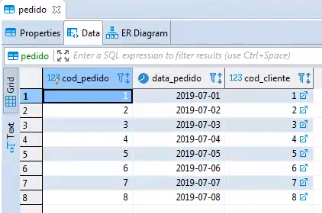 pedido
Properties Data ER Diagram
pedido Enter a SQL expression to filter results (use Ctrl+Space)
Grid
Text
123 cod_pedido data_pedido 123 cod_cliente
1 1 2019-07-01 1
2 2 2019-07-02 2
3 3 2019-07-03 3
4 4 2019-07-04 4
5 5 2019-07-05 5
6 6 2019-07-06 6
7 7 2019-07-07 7
8 8 2019-07-08 8